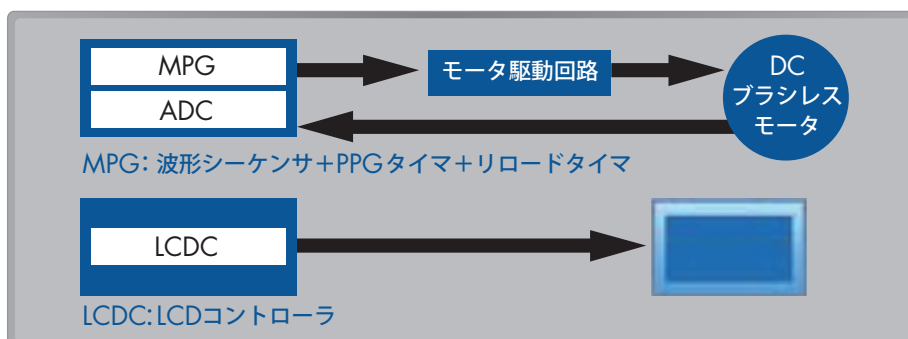 MPG
ADC
モータ駆動回路
DC
ブラシレス
モータ
MPG: 波形シーケンサ+PPGタイマ+リロードタイマ
LCDC
LCDC:LCDコントローラ